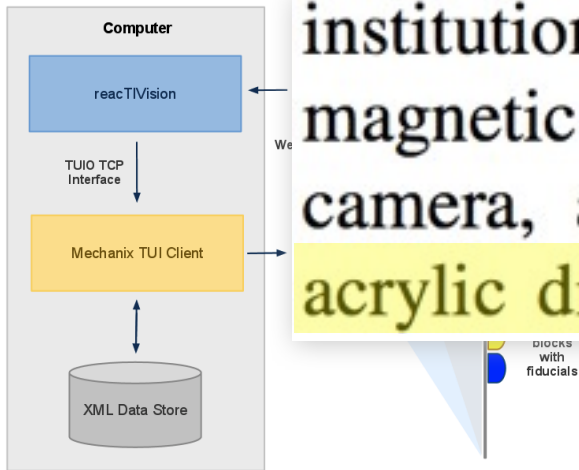 Computer
reacTIVision
TUIO TCP
Interface
Mechanix TUI Client
XML Data Store
We
institution
magnetic
camera,
acrylic
blocks
with
fiducials